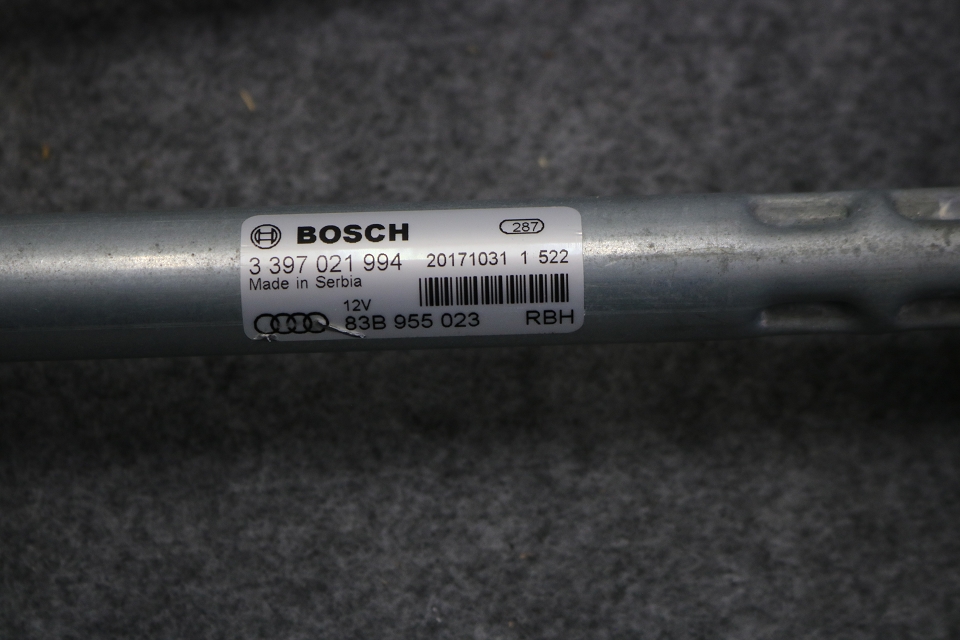 BOSCH 287
3 397 021 994 20171031 1 522
Made in Serbia
12V
83B 955 023 RBH